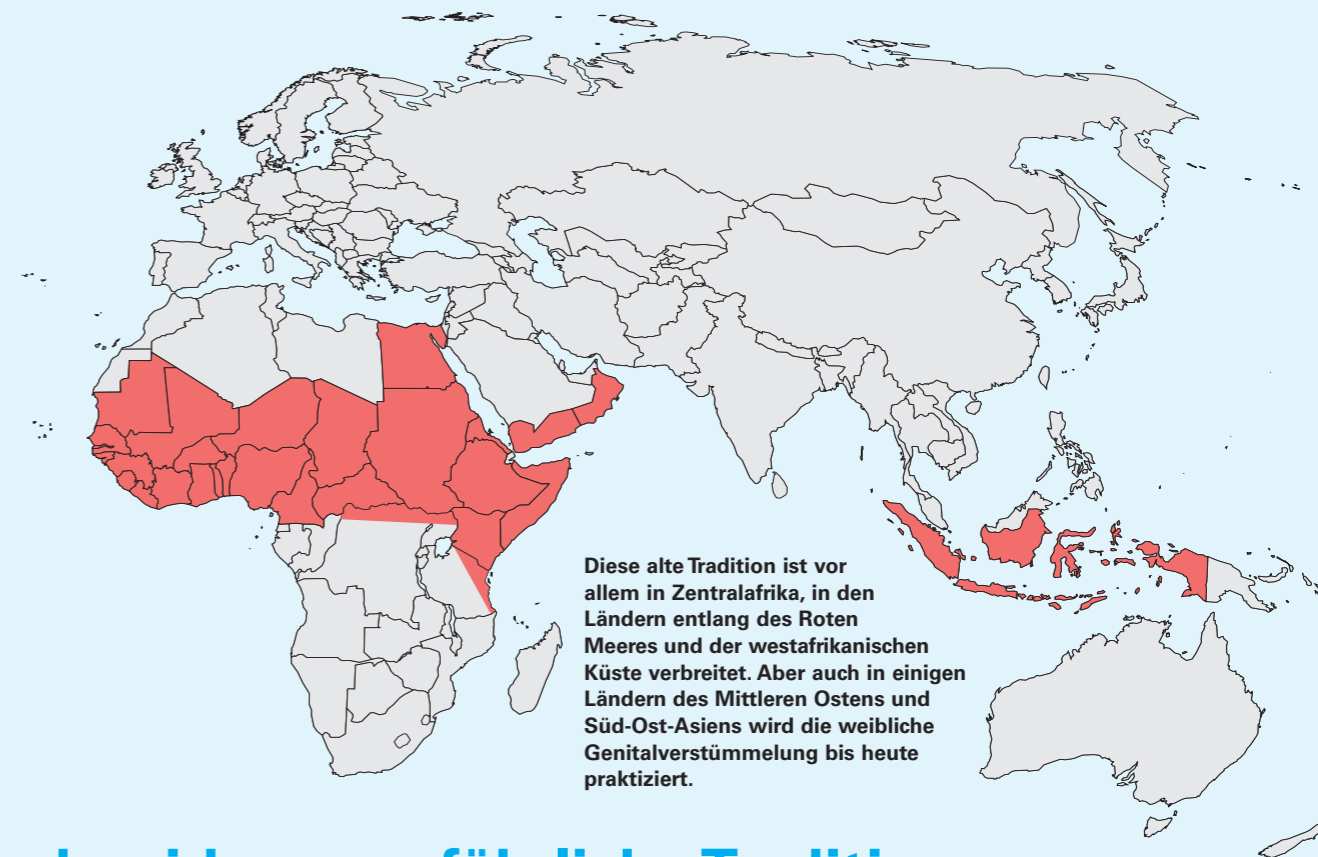 Diese alte Tradition ist vor
allem in Zentralafrika, in den
Ländern entlang des Roten
Meeres und der westafrikanischen
Küste verbreitet. Aber auch in einigen
Ländern des Mittleren Ostens und
Süd-Ost-Asiens wird die weibliche
Genitalverstümmelung bis heute
praktiziert.